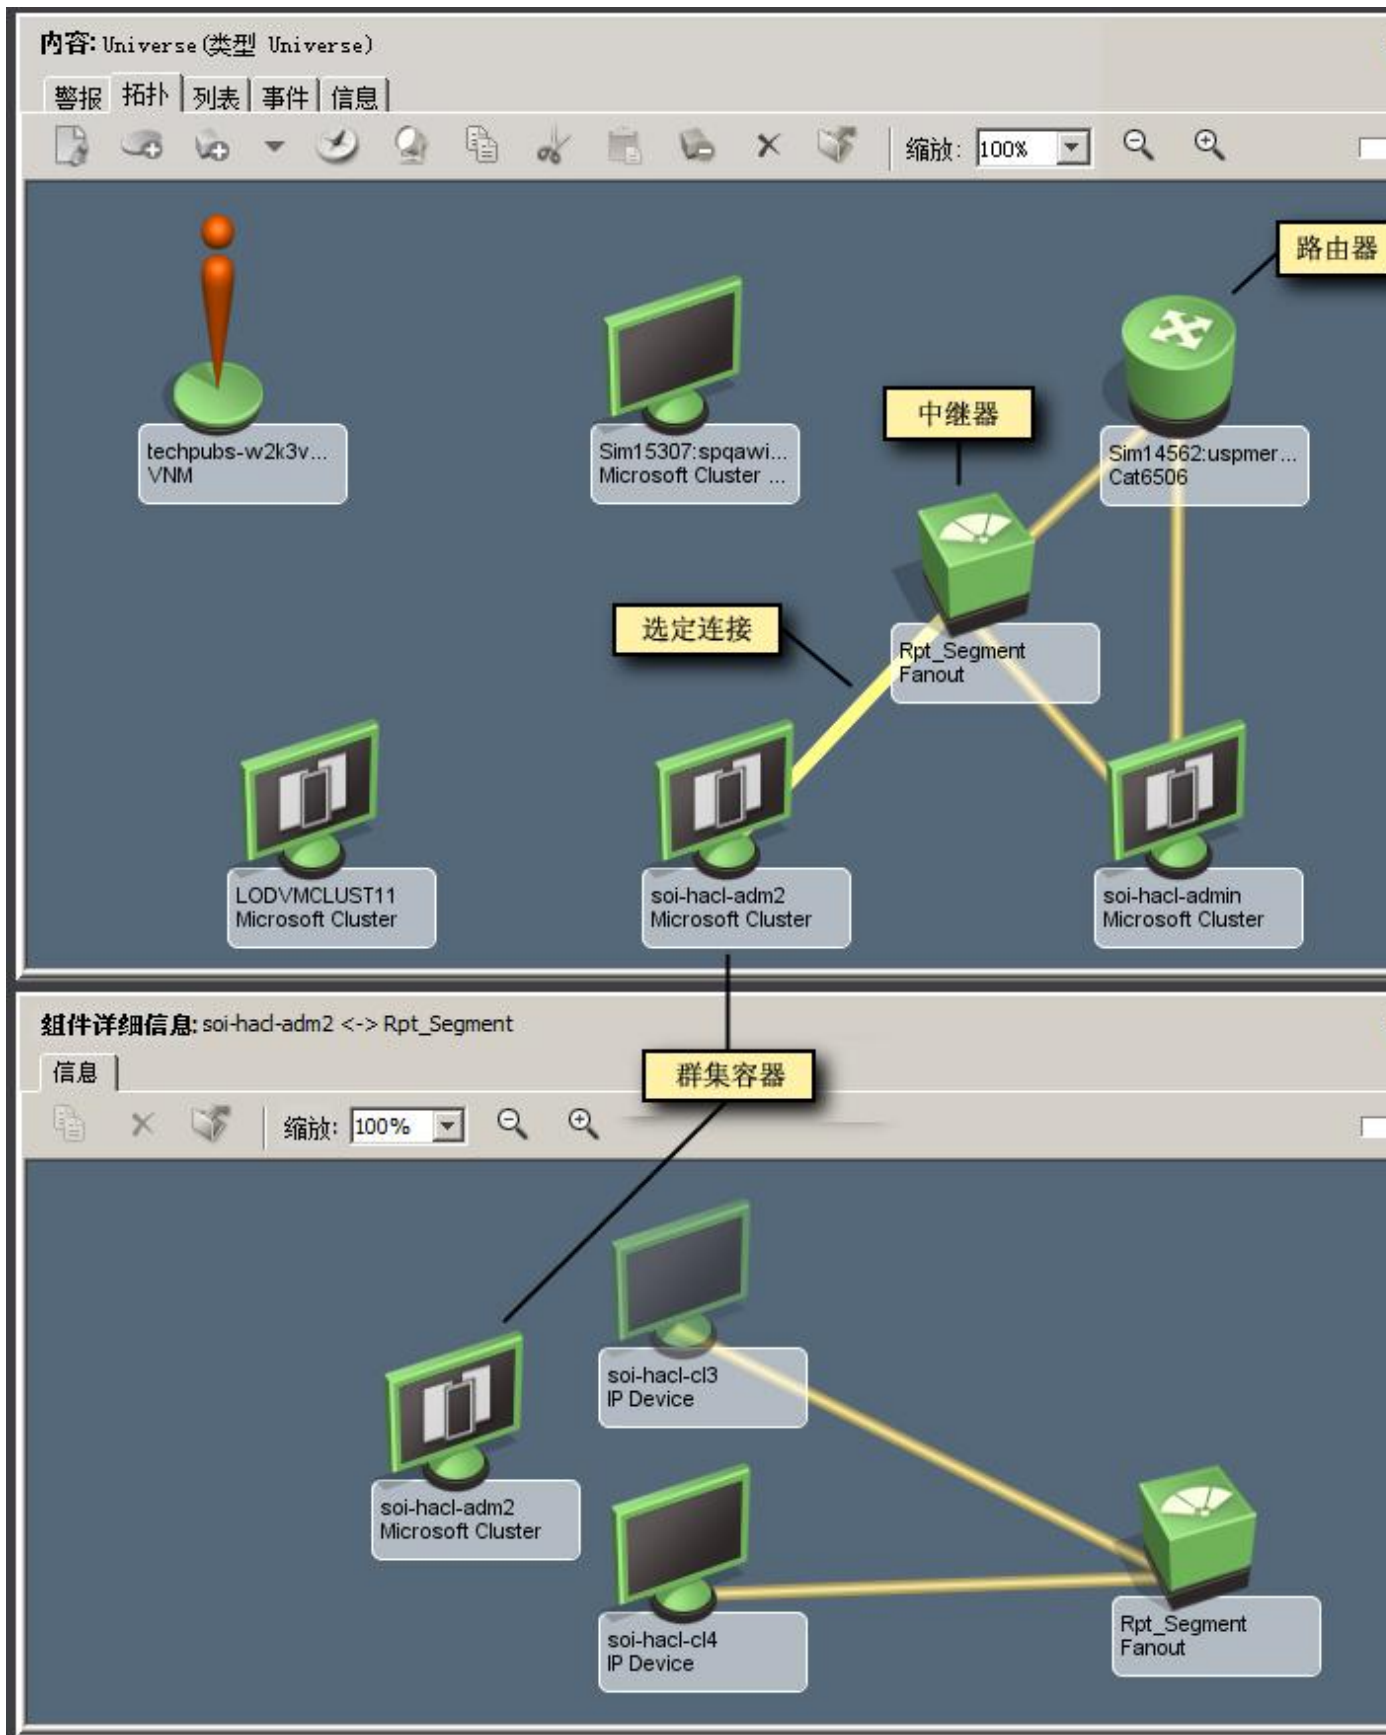 内容: Universe(类型 Universe)
警报 拓扑 列表 事件 信息
缩放: 100%
路由器
中继器
techpubs-w2k3v...
VNM
Sim15307:spqawi...
Microsoft Cluster ...
Sim14562:uspmer...
Cat6506
选定连接
Rpt_Segment
Fanout
LODVMCLUST11
Microsoft Cluster
soi-hacl-adm2
Microsoft Cluster
soi-hacl-admin
Microsoft Cluster
组件详细信息: soi-hacl-adm2 <-> Rpt_Segment
信息
群集容器
缩放: 100%
soi-hacl-cl3
IP Device
soi-hacl-adm2
Microsoft Cluster
soi-hacl-cl4
IP Device
Rpt_Segment
Fanout